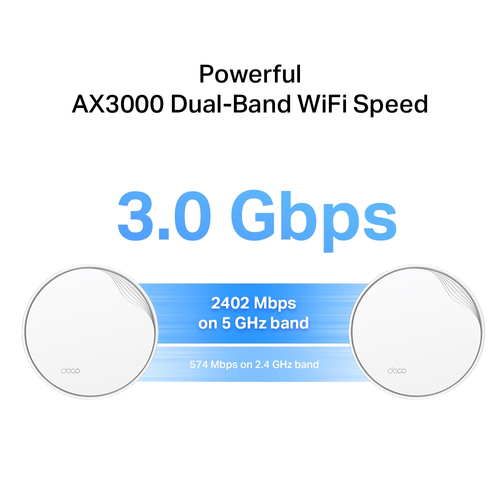 Powerful
AX3000 Dual-Band WiFi Speed
3.0 Gbps
2402 Mbps
on 5 GHz band
574 Mbps on 2.4 GHz band
deco
deco